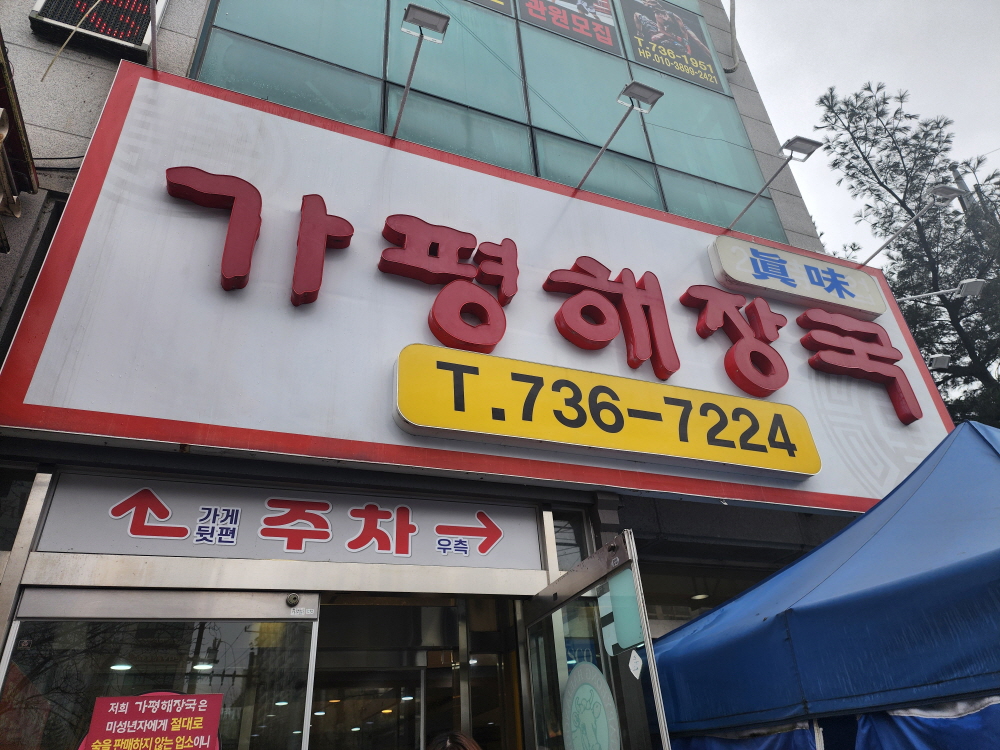 관원모집
T.736-1951
HP.010-3899-2421
가평해장국
眞味
T.736-7224
가게
뒷편
주차
우측
저희 가평해장국은
미성년자에게 절대로
술을 판매하지 않는 업소이니